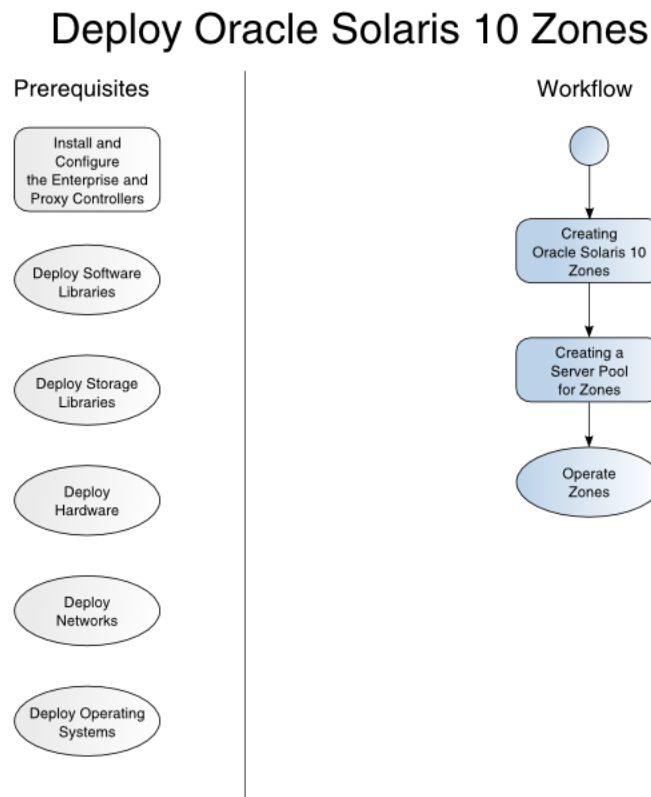 Deploy Oracle Solaris 10 Zones
Prerequisites
Install and
Configure
the Enterprise and
Proxy Controllers
Deploy Software
Libraries
Deploy Storage
Libraries
Deploy
Hardware
Deploy
Networks
Deploy Operating
Systems
Workflow
Creating
Oracle Solaris 10
Zones
Creating a
Server Pool
for Zones
Operate
Zones